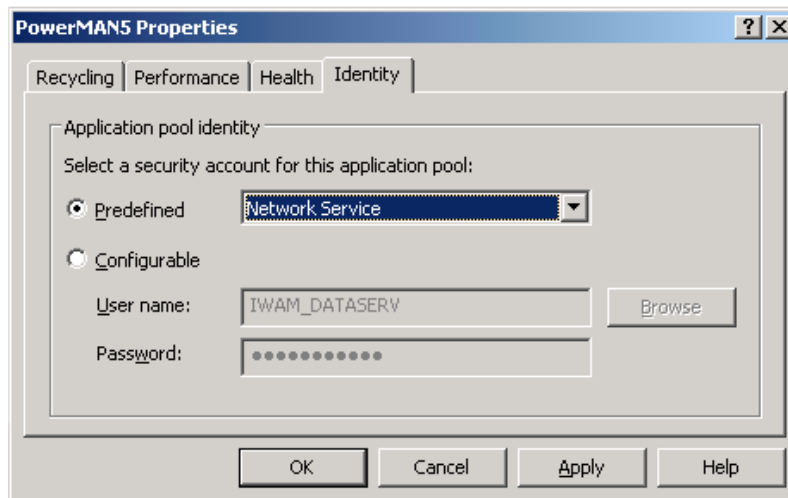 PowerMAN5 Properties
Recycling Performance Health Identity
Application pool identity
Select a security account for this application pool:
Predefined Network Service
Configurable
User name: IWAM_DATASERV Browse
Password: ●●●●●●●●●●●
OK Cancel Apply Help